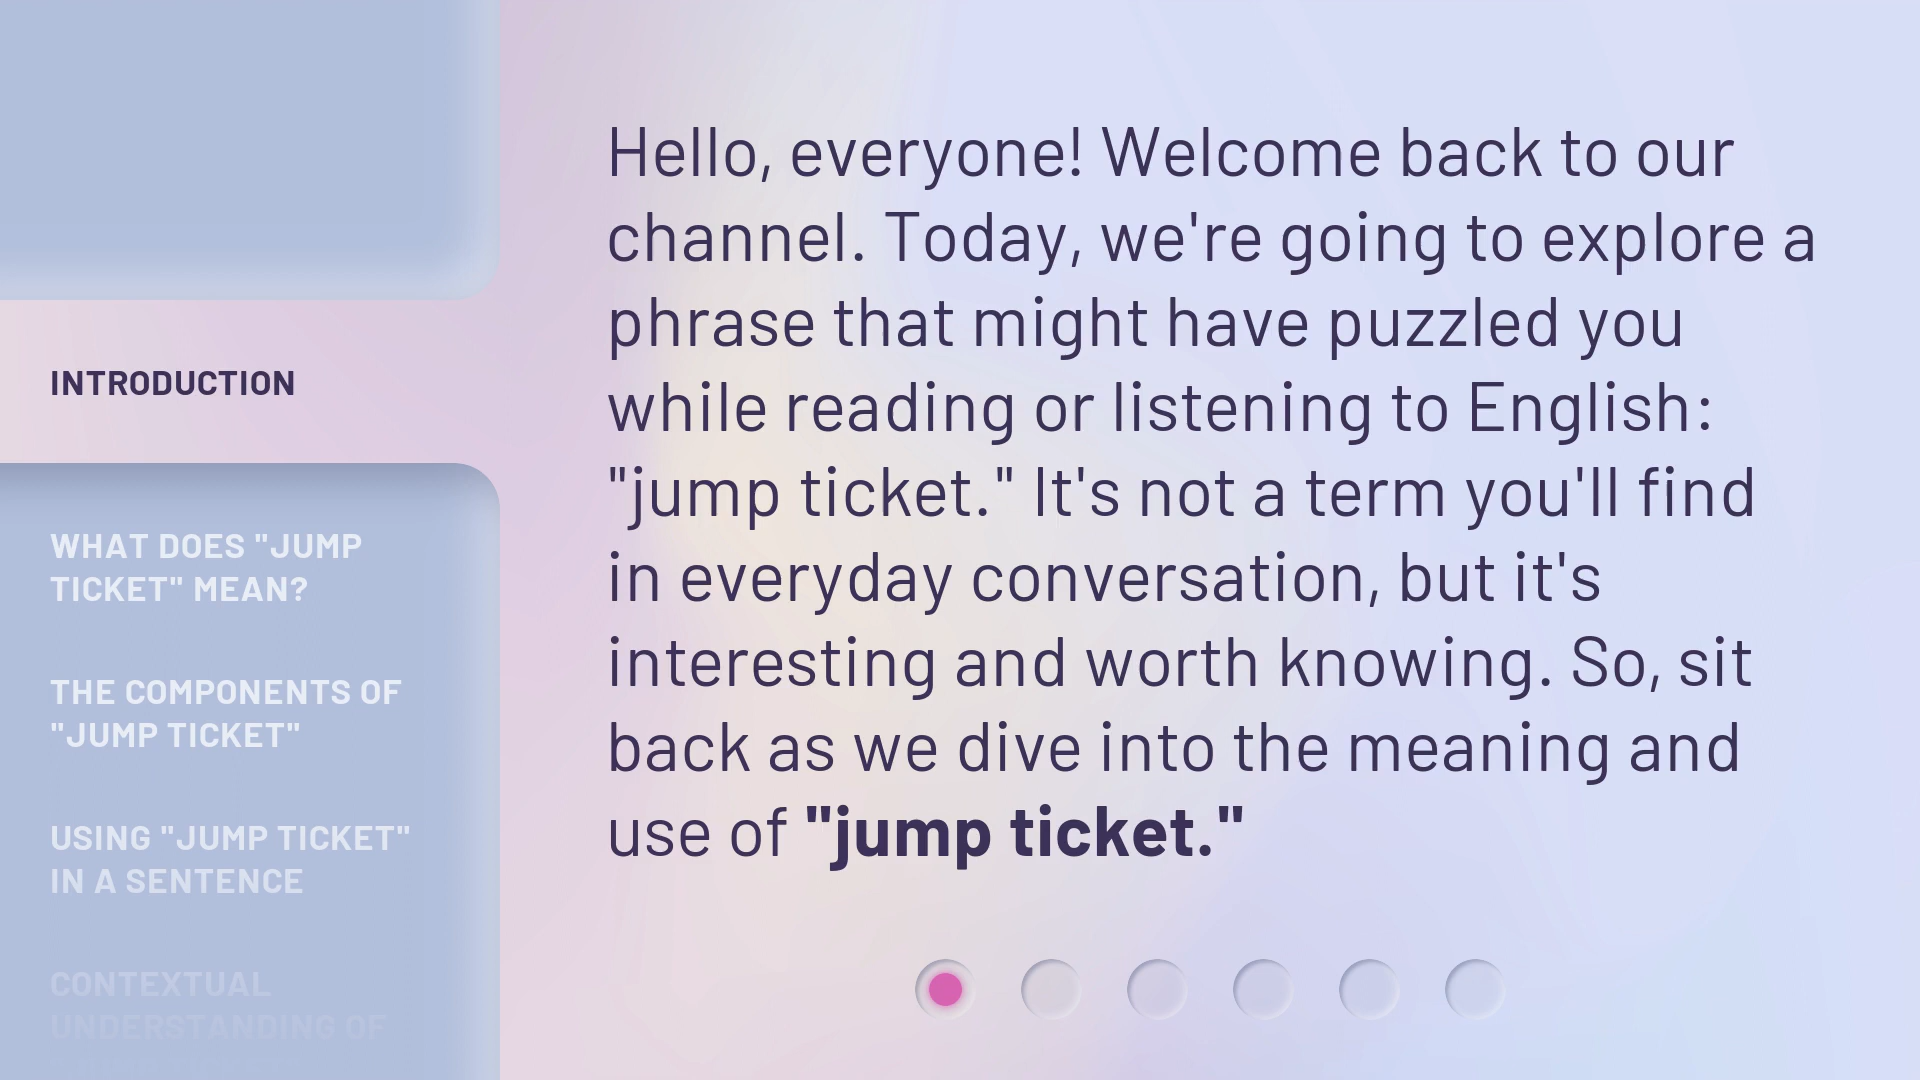 INTRODUCTION
WHAT DOES "JUMP
TICKET" MEAN?
THE COMPONENTS OF
"JUMP TICKET"
USING "JUMP TICKET"
IN A SENTENCE
CONTEXTUAL
UNDERSTANDING OF
Hello, everyone! Welcome back to our
channel. Today, we're going to explore a
phrase that might have puzzled you
while reading or listening to English:
"jump ticket." It's not a term you'll find
in everyday conversation, but it's
interesting and worth knowing. So, sit
back as we dive into the meaning and
use of "jump ticket."